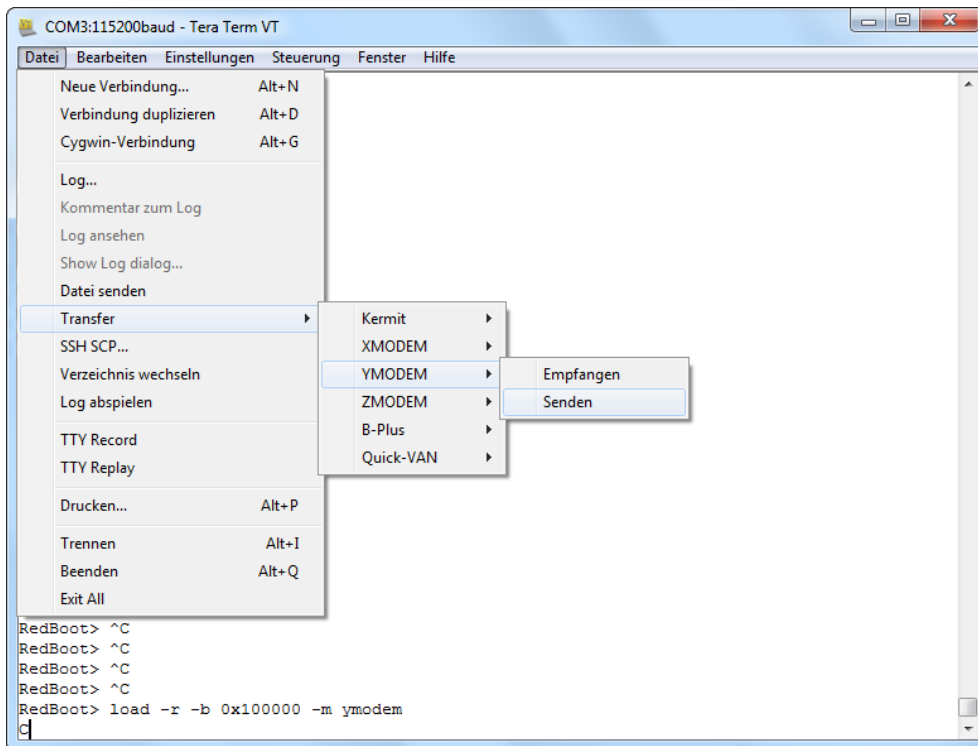 COM3:115200baud - Tera Term VT
Datei Bearbeiten Einstellungen Steuerung Fenster Hilfe
Neue Verbindung... Alt+N
Verbindung duplizieren Alt+D
Cygwin-Verbindung Alt+G
Log...
Kommentar zum Log
Log ansehen
Show Log dialog...
Datei senden
Transfer
SSH SCP...
Verzeichnis wechseln
Log abspielen
TTY Record
TTY Replay
Drucken... Alt+P
Trennen Alt+I
Beenden Alt+Q
Exit All
Kermit
XMODEM
YMODEM
ZMODEM
B-Plus
Quick-VAN
Empfangen
Senden
RedBoot> ^C
RedBoot> ^C
RedBoot> ^C
RedBoot> ^C
RedBoot> load -r -b 0x100000 -m ymodem
C